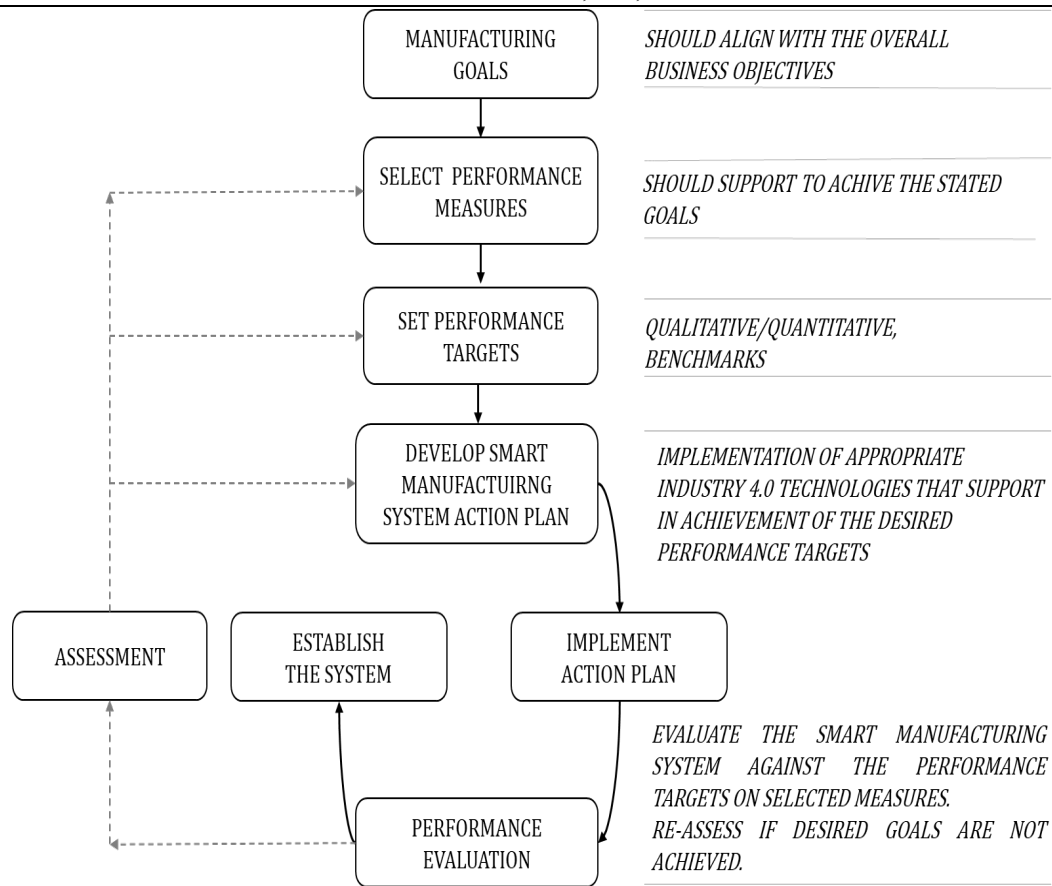 MANUFACTURING
GOALS
SHOULD ALIGN WITH THE OVERALL
BUSINESS OBJECTIVES
SELECT PERFORMANCE
MEASURES
SHOULD SUPPORT TO ACHIVE THE STATED
GOALS
SET PERFORMANCE
TARGETS
QUALITATIVE/QUANTITATIVE,
BENCHMARKS
DEVELOP SMART
MANUFACTUIRNG
SYSTEM ACTION PLAN
IMPLEMENTATION OF APPROPRIATE
INDUSTRY 4.0 TECHNOLOGIES THAT SUPPORT
IN ACHIEVEMENT OF THE DESIRED
PERFORMANCE TARGETS
ASSESSMENT
ESTABLISH
THE SYSTEM
IMPLEMENT
ACTION PLAN
PERFORMANCE
EVALUATION
EVALUATE THE SMART MANUFACTURING
SYSTEM AGAINST THE PERFORMANCE
TARGETS ON SELECTED MEASURES.
RE-ASSESS IF DESIRED GOALS ARE NOT
ACHIEVED.